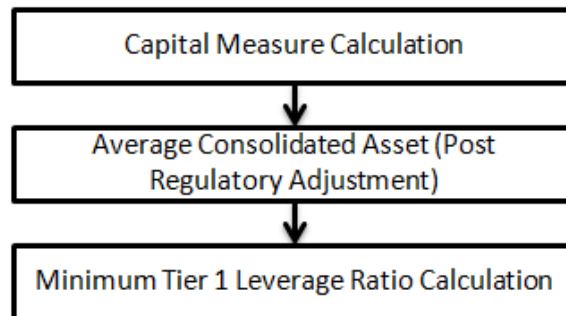 Capital Measure Calculation
Average Consolidated Asset (Post
Regulatory Adjustment)
Minimum Tier 1 Leverage Ratio Calculation